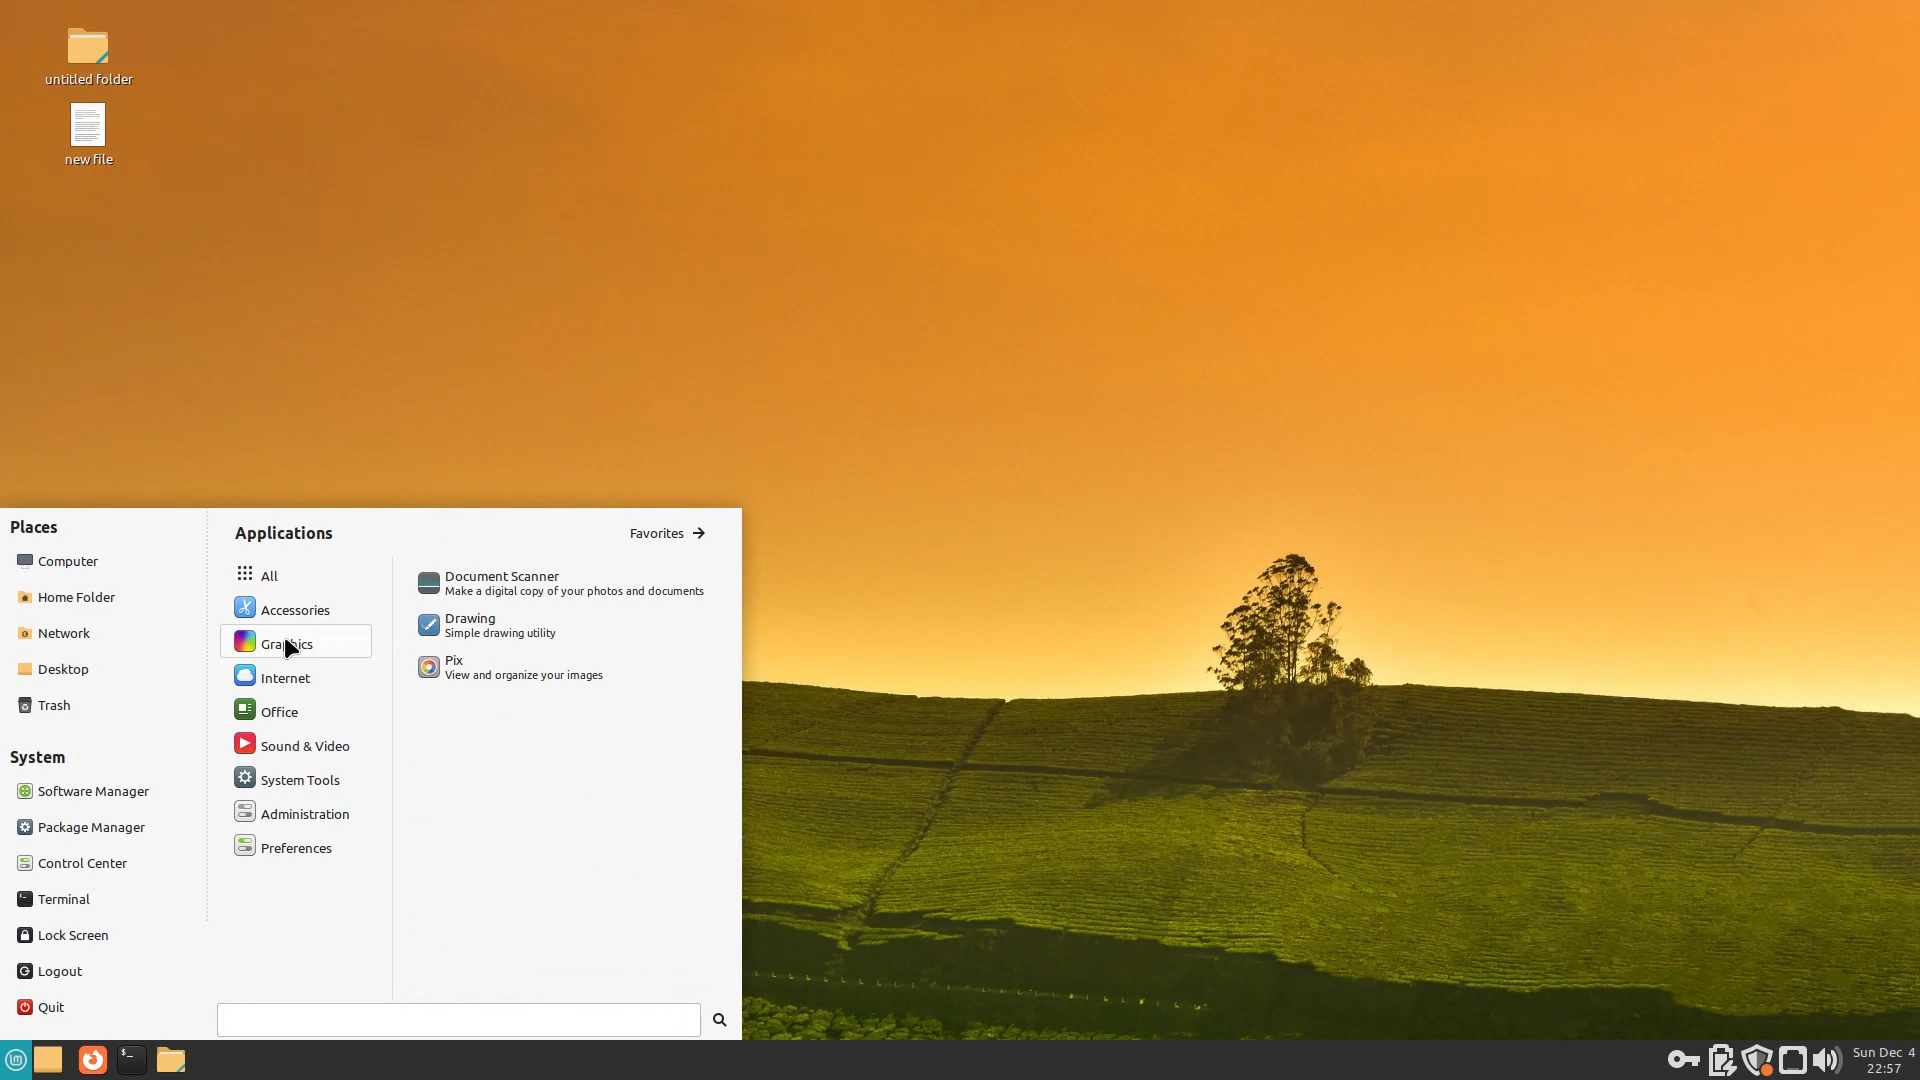 untitled folder
new file
Places
Computer
Home Folder
Network
Desktop
Trash
System
Software Manager
Package Manager
Control Center
Terminal
Lock Screen
Logout
Quit
Applications
Favorites
All
Accessories
Graphics
Internet
Office
Sound & Video
System Tools
Administration
Preferences
Document Scanner
Make a digital copy of your photos and documents
Drawing
Simple drawing utility
Pix
View and organize your images
Sun Dec 4
22:57